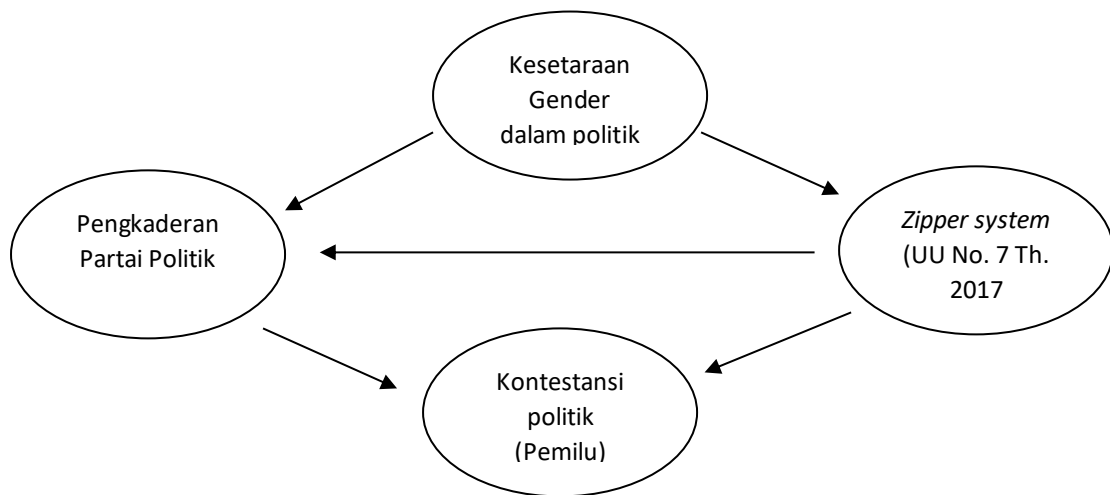 Kesetaraan
Gender
dalam politik
Pengkaderan
Partai Politik
Zipper system
(UU No. 7 Th.
2017
Kontestansi
politik
(Pemilu)